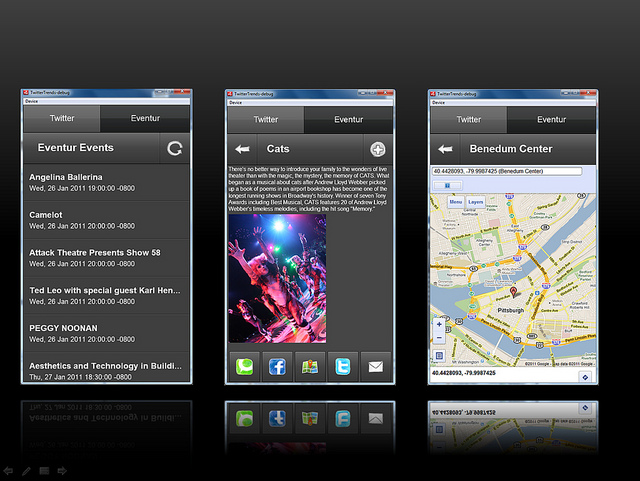 TwitterTrends-debug
Device
Twitter
Eventur
Eventur Events
Angelina Ballerina
Wed, 26 Jan 2011 19:00:00 -0800
Camelot
Wed, 26 Jan 2011 20:00:00 -0800
Attack Theatre Presents Show 58
Wed, 26 Jan 2011 20:00:00 -0800
Ted Leo with special guest Karl Hen...
Wed, 26 Jan 2011 20:00:00 -0800
PEGGY NOONAN
Wed, 26 Jan 2011 20:00:00 -0800
Aesthetics and Technology in Buildi...
Thu, 27 Jan 2011 18:30:00 -0800
TwitterTrends-debug
Device
Twitter
Eventur
Cats
There's no better way to introduce your family to the wonders of live
theater than with the magic, the mystery, the memory of CATS. What
began as a musical about cats after Andrew Lloyd Webber picked
up a book of poems in an airport bookshop has become one of the
longest running shows in Broadway's history. Winner of seven Tony
Awards including Best Musical, CATS features 20 of Andrew Lloyd
Webber's timeless melodies, including the hit song "Memory."
TwitterTrends-debug
Device
Twitter
Eventur
Benedum Center
40.4428093, -79.9987425 (Benedum Center)
Menu
Layers
Pittsburgh
©2011 Google - Map data ©2011 Google
40.4428093, -79.9987425